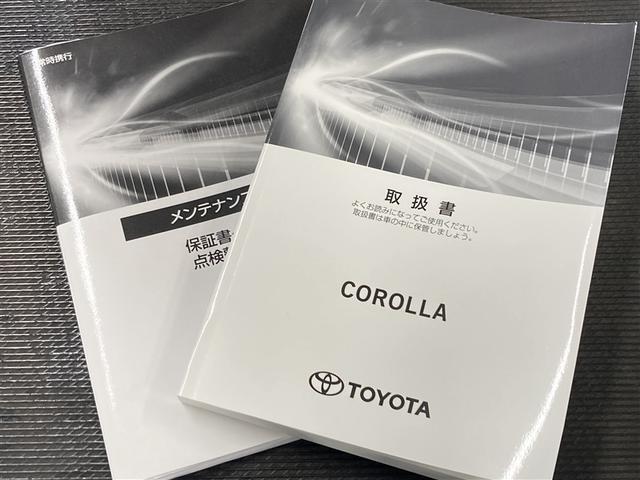 常時携行
メンテナンス
保証書
点検
取扱書
よくお読みになってご使用ください。
取扱書は車の中に保管しましょう。
COROLLA
TOYOTA